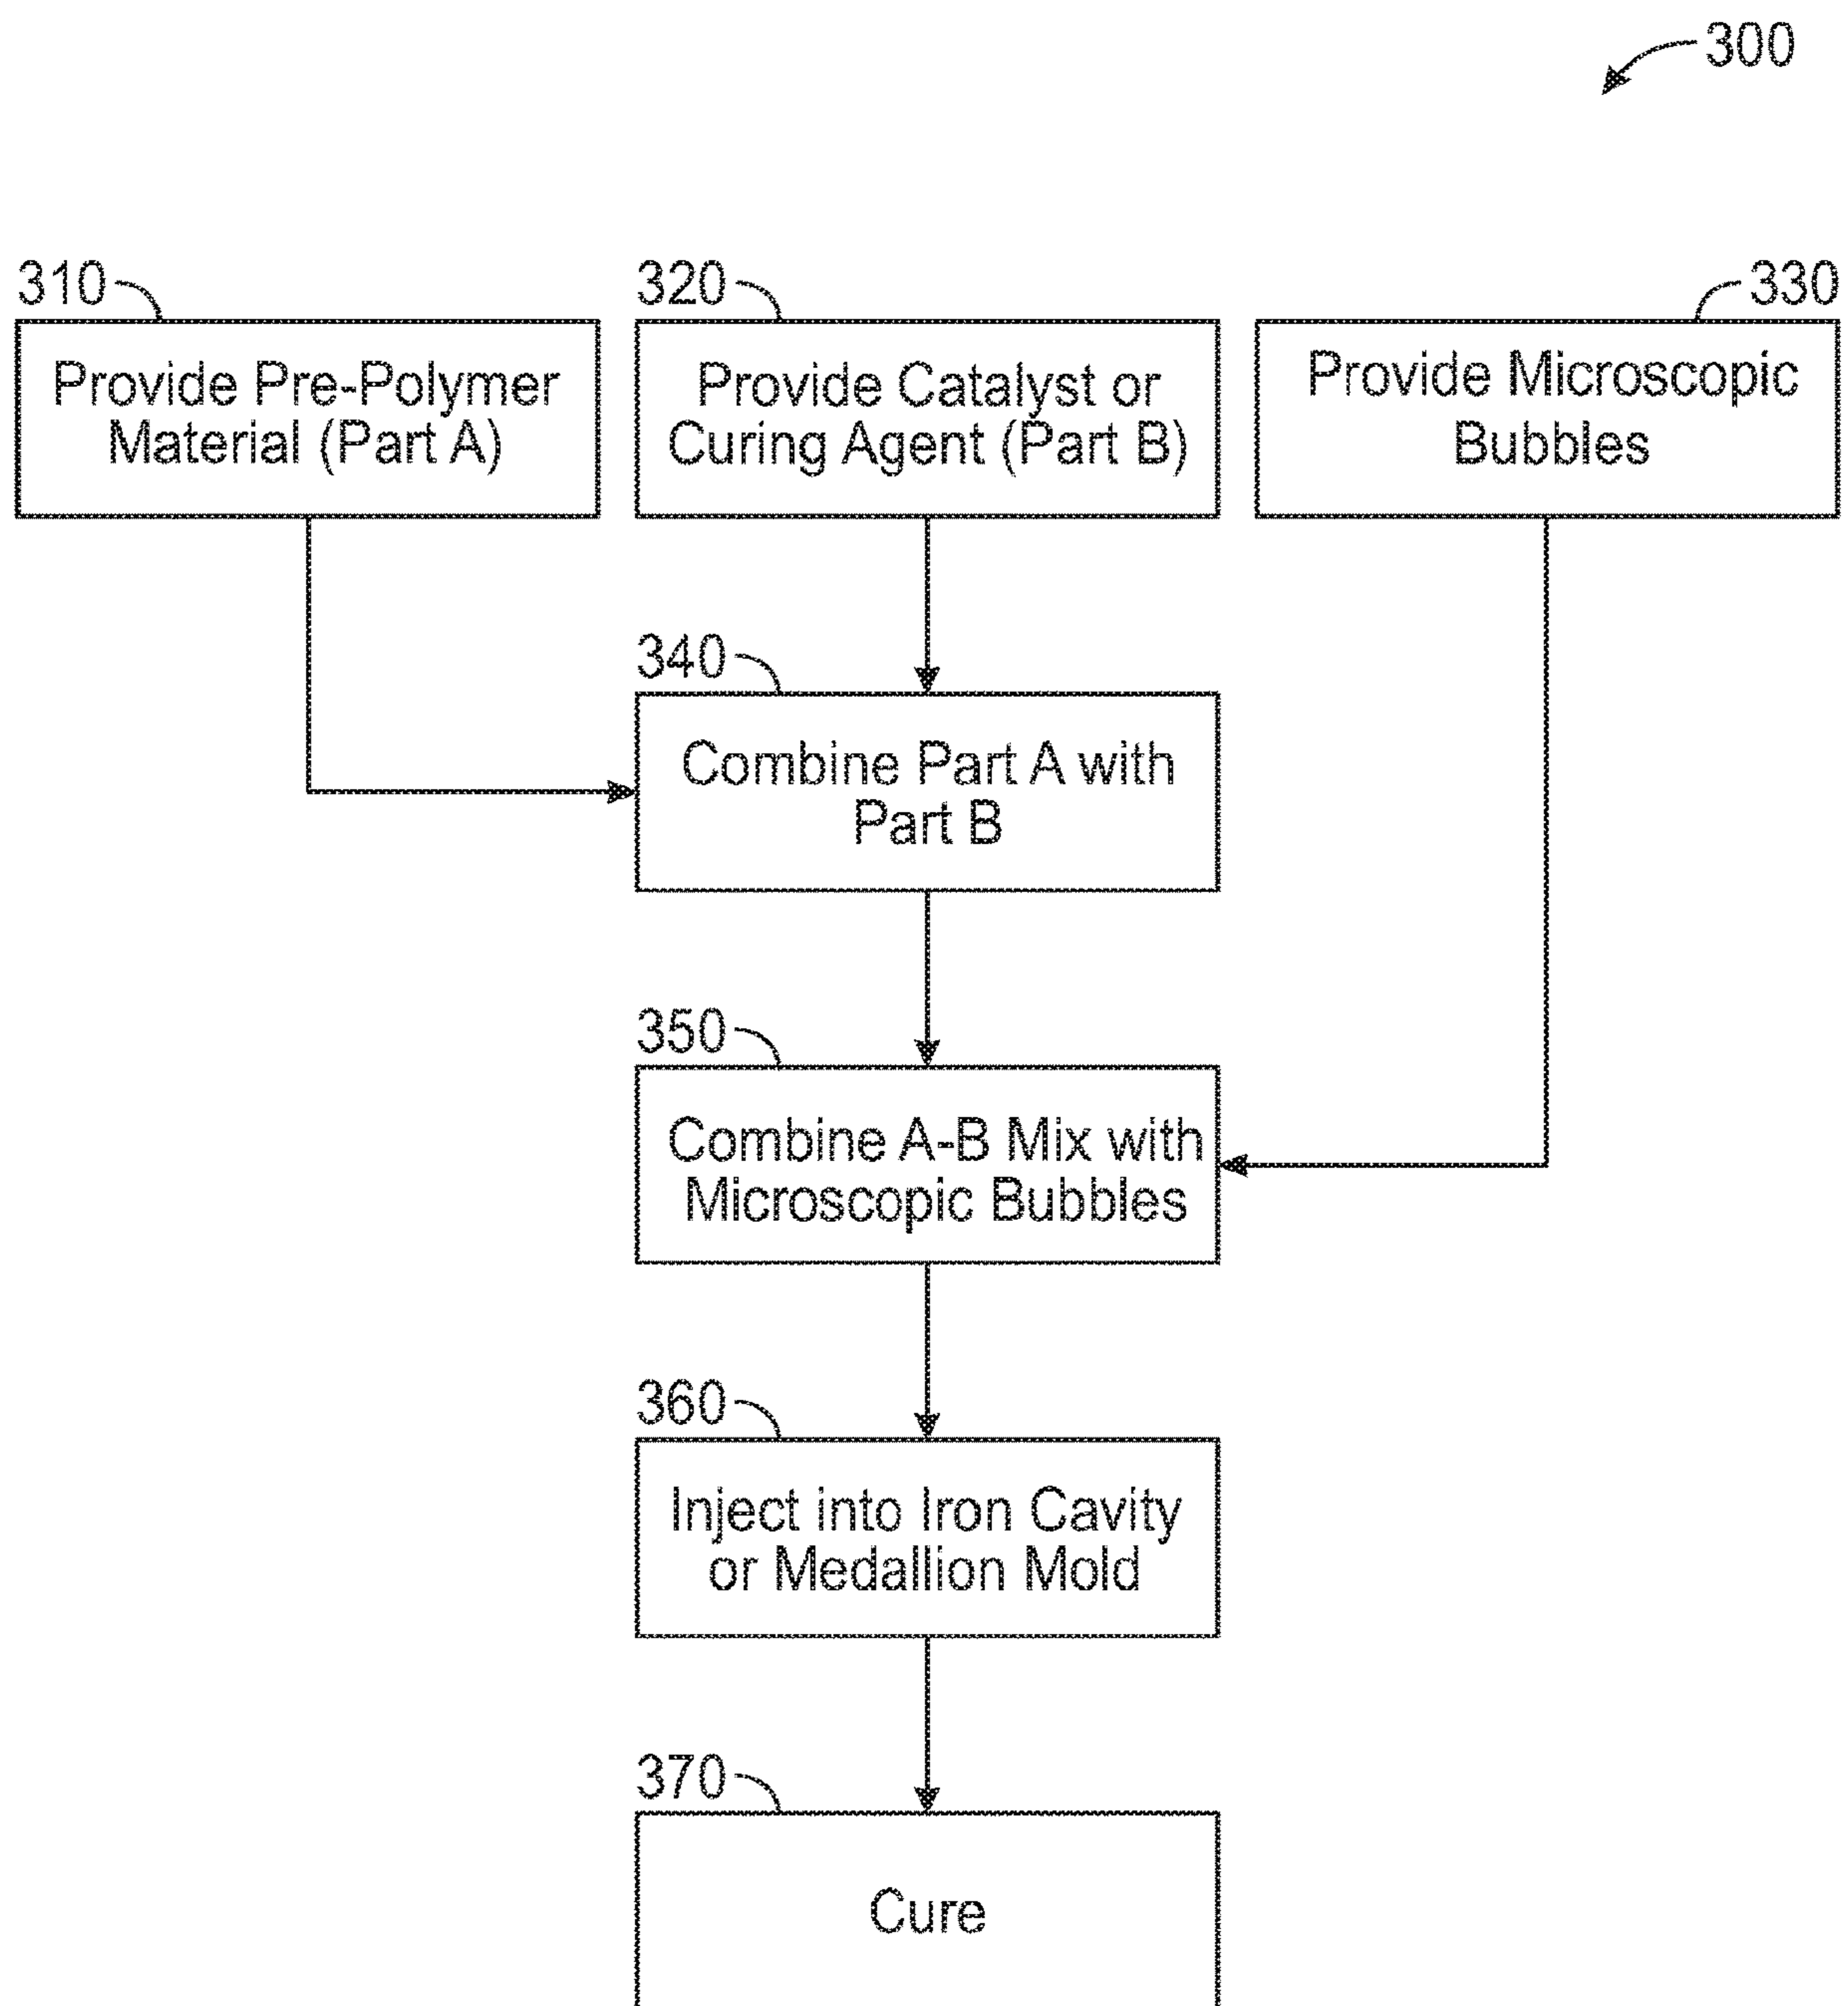 300
310
Provide Pre-Polymer
Material (Part A)
320
Provide Catalyst or
Curing Agent (Part B)
330
Provide Microscopic
Bubbles
340
Combine Part A with
Part B
350
Combine A-B Mix with
Microscopic Bubbles
360
Inject into Iron Cavity
or Medallion Mold
370
Cure